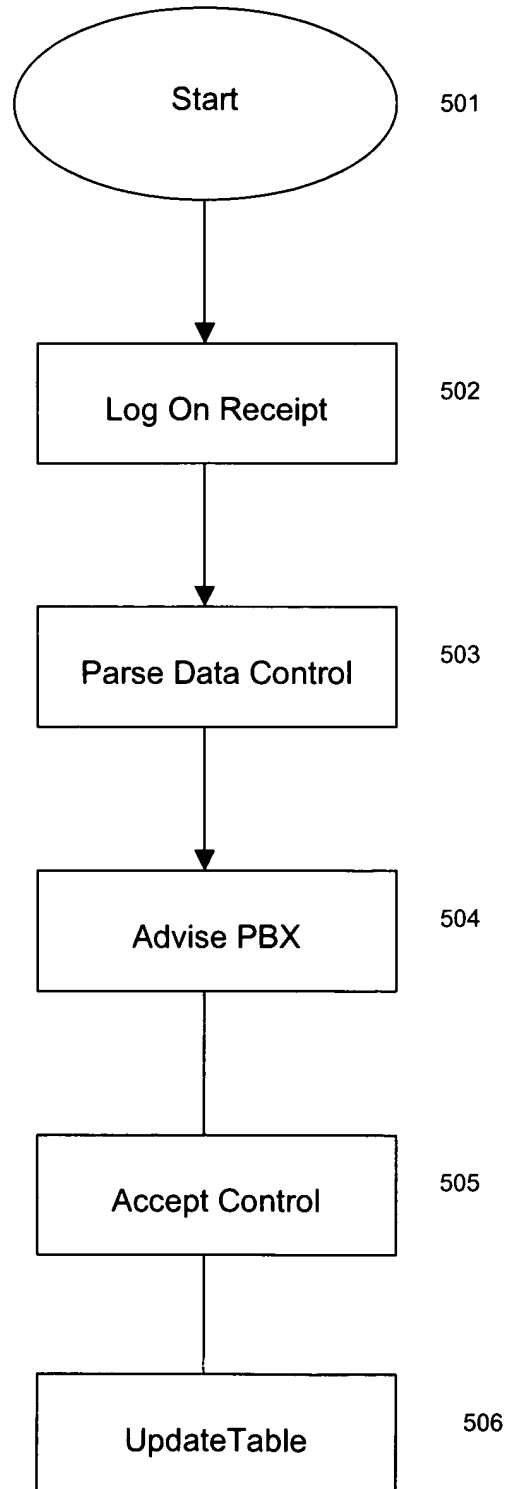 Start 501
Log On Receipt 502
Parse Data Control 503
Advise PBX 504
Accept Control 505
UpdateTable 506